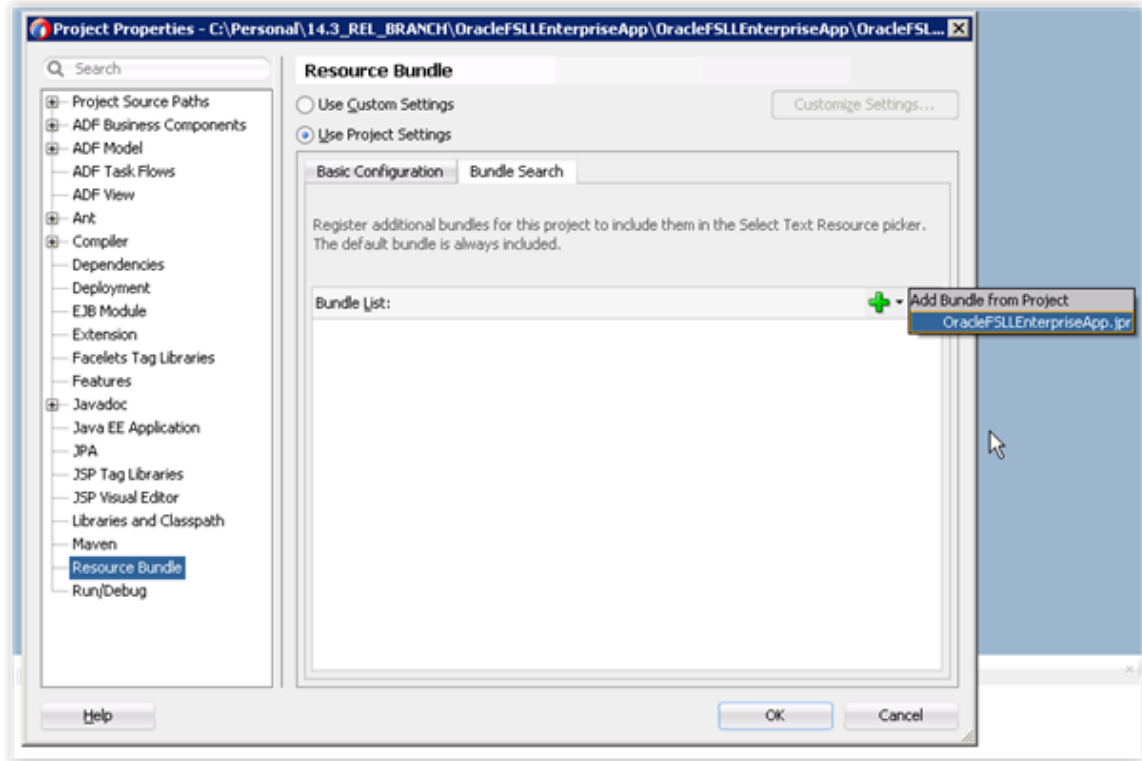 Project Properties - C:\Personal\14.3_REL_BRANCH\OracleFSLLEnterpriseApp\OracleFSLLEnterpriseApp\OracleFSL...
Search
Project Source Paths
ADF Business Components
ADF Model
ADF Task Flows
ADF View
Ant
Compiler
Dependencies
Deployment
EJB Module
Extension
Facelets Tag Libraries
Features
Javadoc
Java EE Application
JPA
JSP Tag Libraries
JSP Visual Editor
Libraries and Classpath
Maven
Resource Bundle
Run/Debug
Resource Bundle
Use Custom Settings
Customize Settings...
Use Project Settings
Basic Configuration
Bundle Search
Register additional bundles for this project to include them in the Select Text Resource picker.
The default bundle is always included.
Bundle List:
Add Bundle from Project
OracleFSLLEnterpriseApp.jpr
Help
OK
Cancel